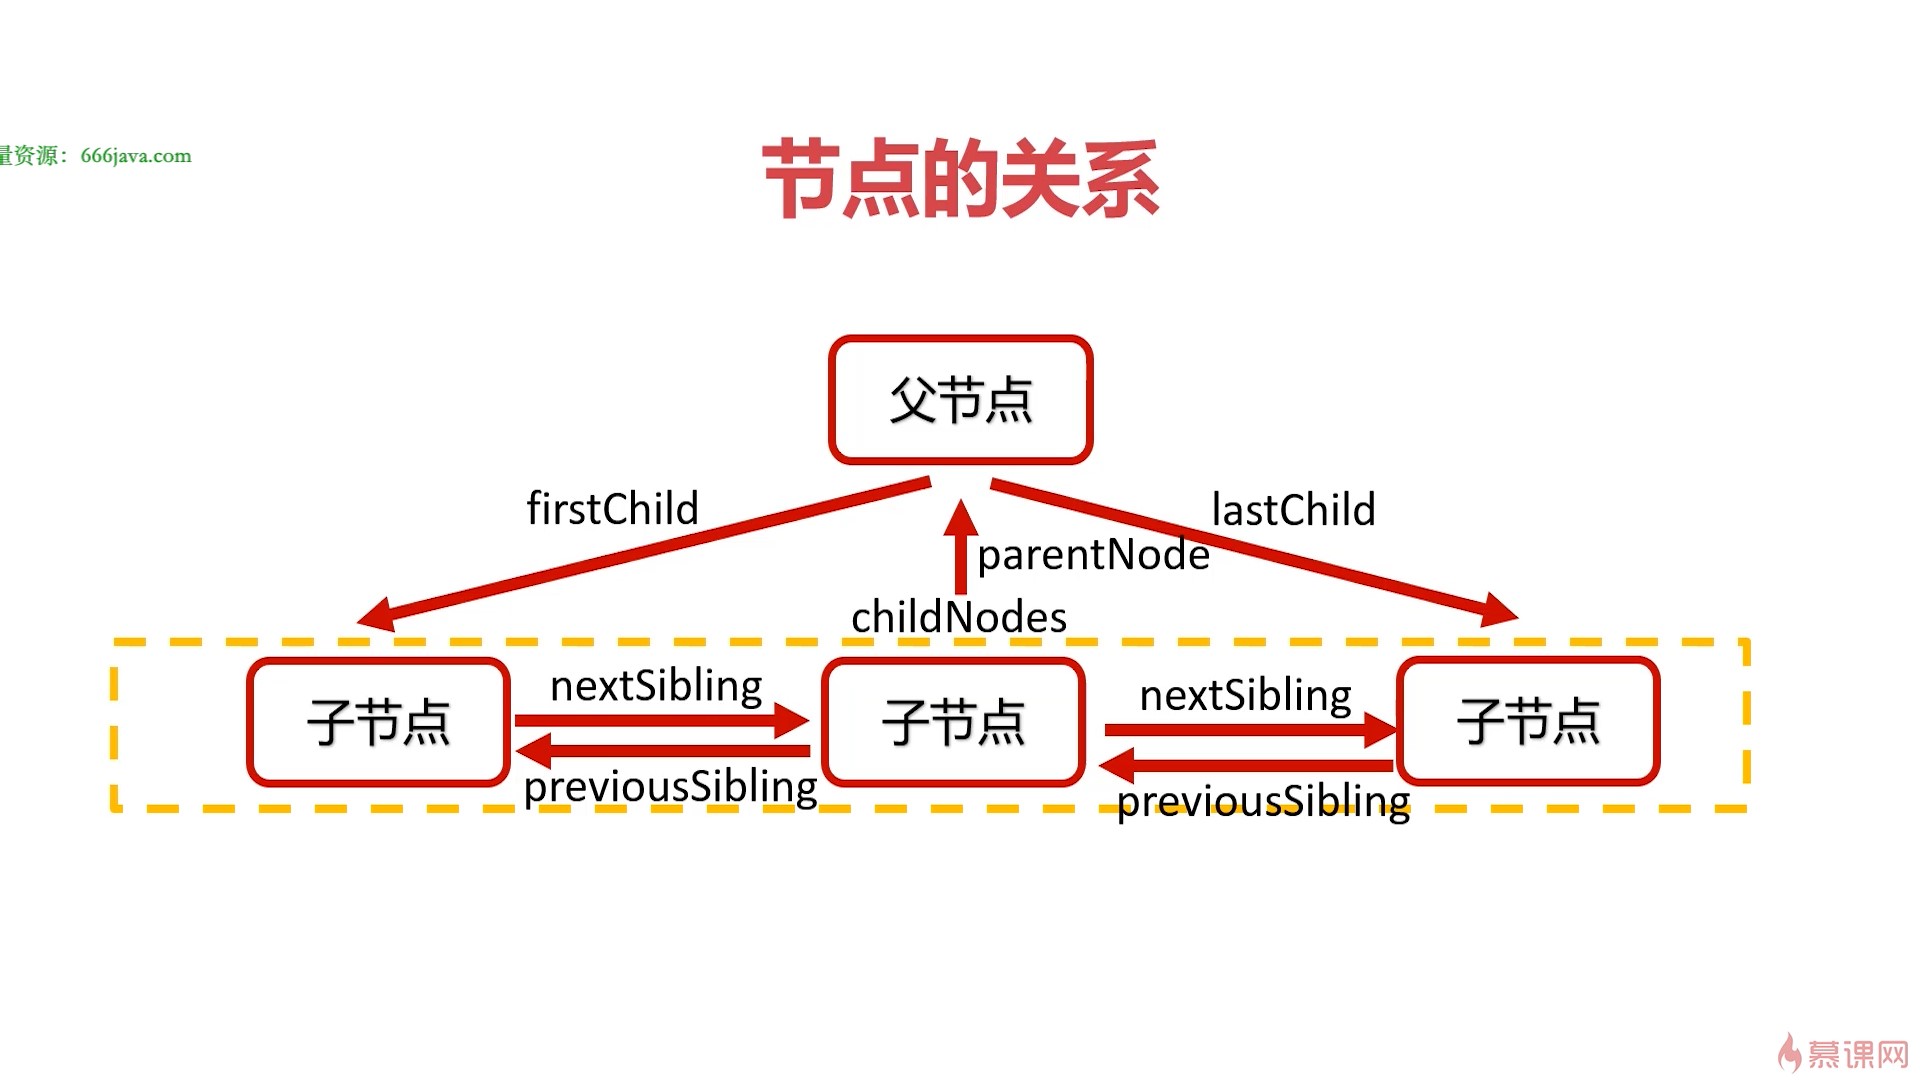 量资源：666java.com
节点的关系
父节点
firstChild
lastChild
parentNode
childNodes
子节点
nextSibling
previousSibling
子节点
nextSibling
previousSibling
子节点
慕课网